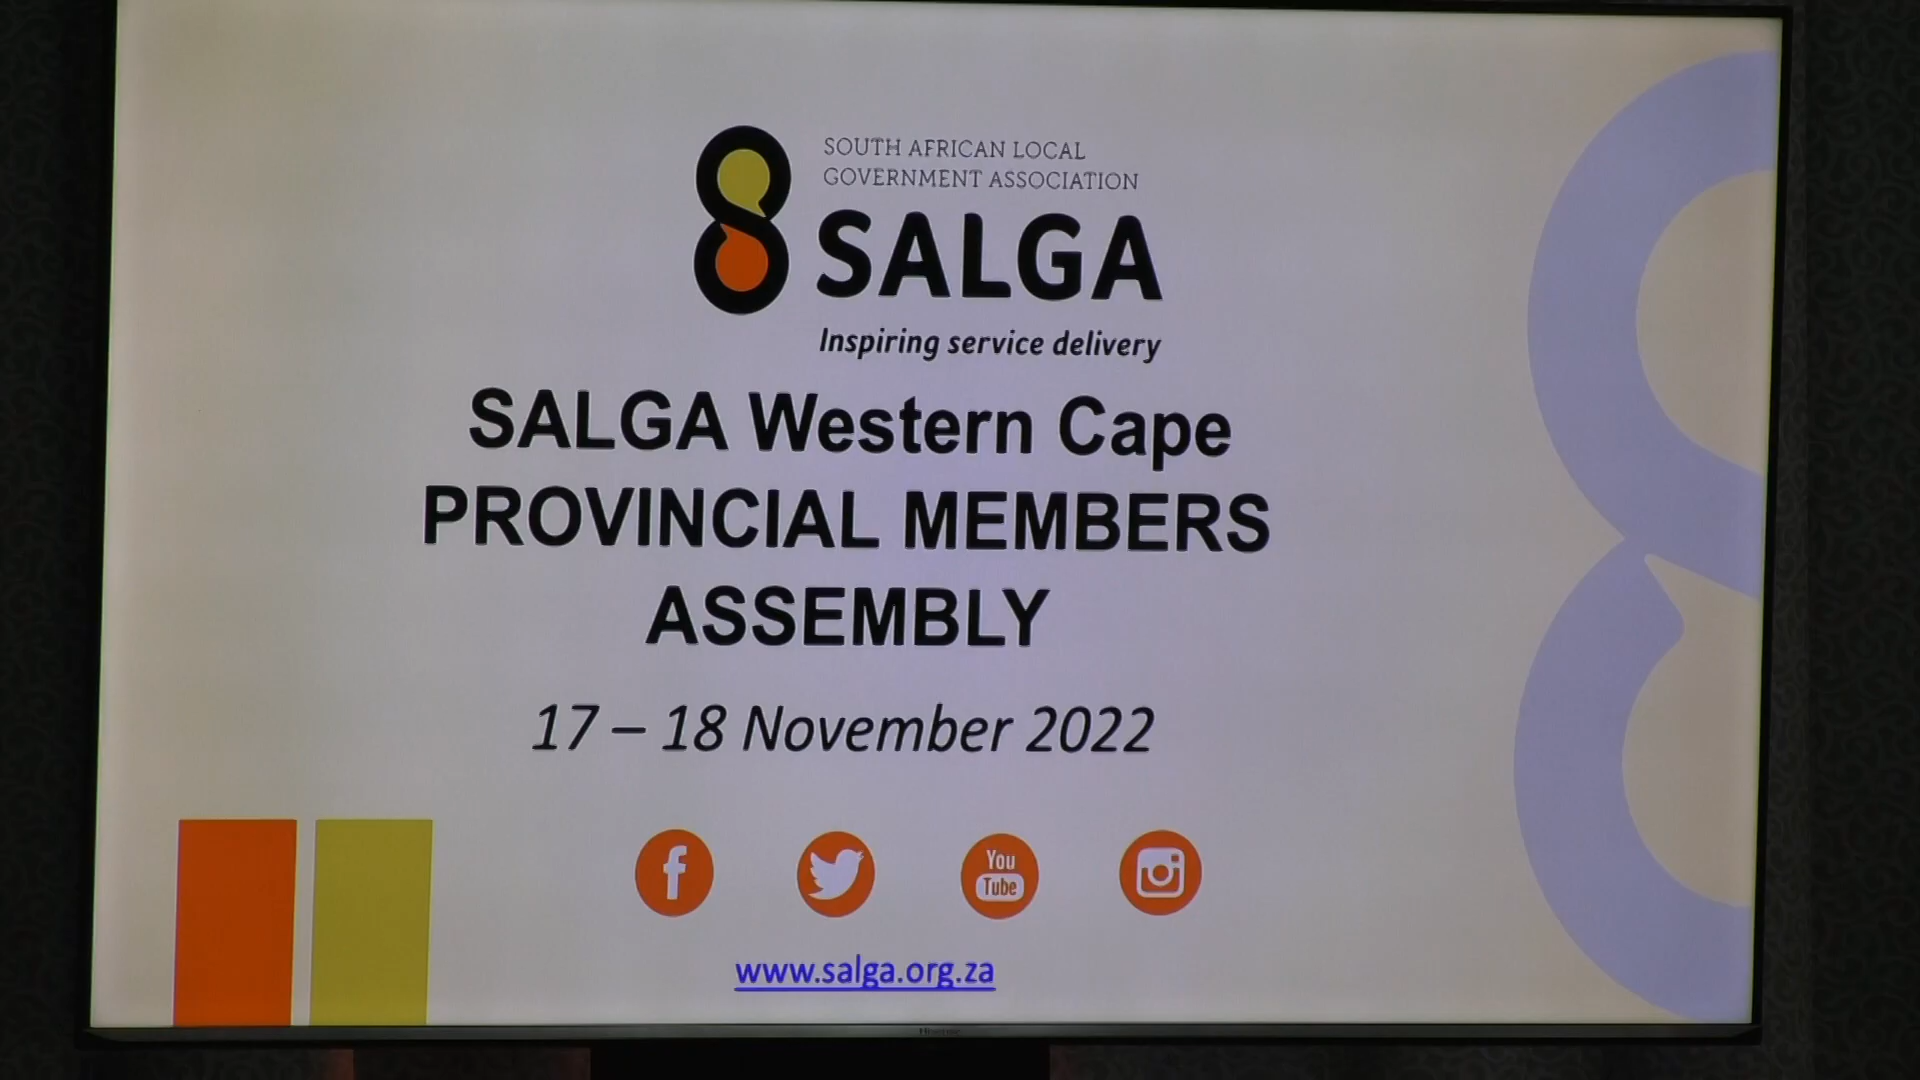 SOUTH AFRICAN LOCAL
GOVERNMENT ASSOCIATION
SALGA
Inspiring service delivery
SALGA Western Cape
PROVINCIAL MEMBERS
ASSEMBLY
17 – 18 November 2022
You
Tube
www.salga.org.za
Hisense